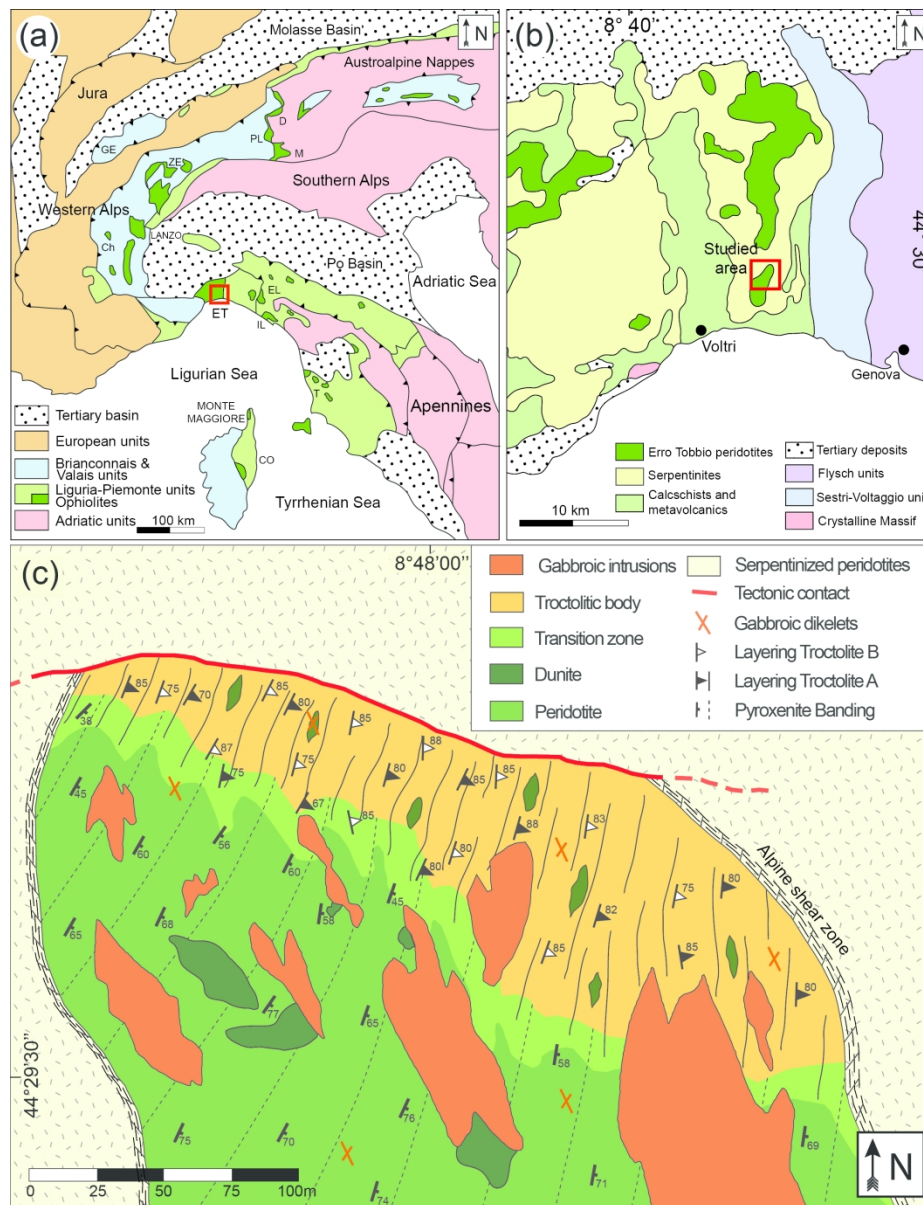 (a)
N
Molasse Basin'
Austroalpine Nappes
Jura
D
GE
PL
M
ZE
Southern Alps
Western Alps
Ch
LANZO
Po Basin
Adriatic Sea
EL
ET
IL
Ligurian Sea
T
Apennines
MONTE
MAGGIORE
CO
Tyrrhenian Sea
Tertiary basin
European units
Brianconnais &
Valais units
Liguria-Piemonte units
Ophiolites
Adriatic units
100 km
(b)
8° 40'
N
44° 30'
Studied
area
Voltri
Genova
Erro Tobbio peridotites
Serpentinites
Calcschists and
metavolcanics
Tertiary deposits
Flysch units
Sestri-Voltaggio unit
Crystalline Massif
10 km
(c)
8°48'00''
Gabbroic intrusions
Troctolitic body
Transition zone
Dunite
Peridotite
Serpentinized peridotites
Tectonic contact
Gabbroic dikelets
Layering Troctolite B
Layering Troctolite A
Pyroxenite Banding
85
75
70
85
80
85
38
87
75
75
88
80
85
85
67
85
45
80
80
88
83
60
56
60
45
58
75
80
82
68
65
85
85
80
77
65
58
76
75
70
69
74
71
Alpine shear zone
44°29'30''
0
25
50
75
100m
N